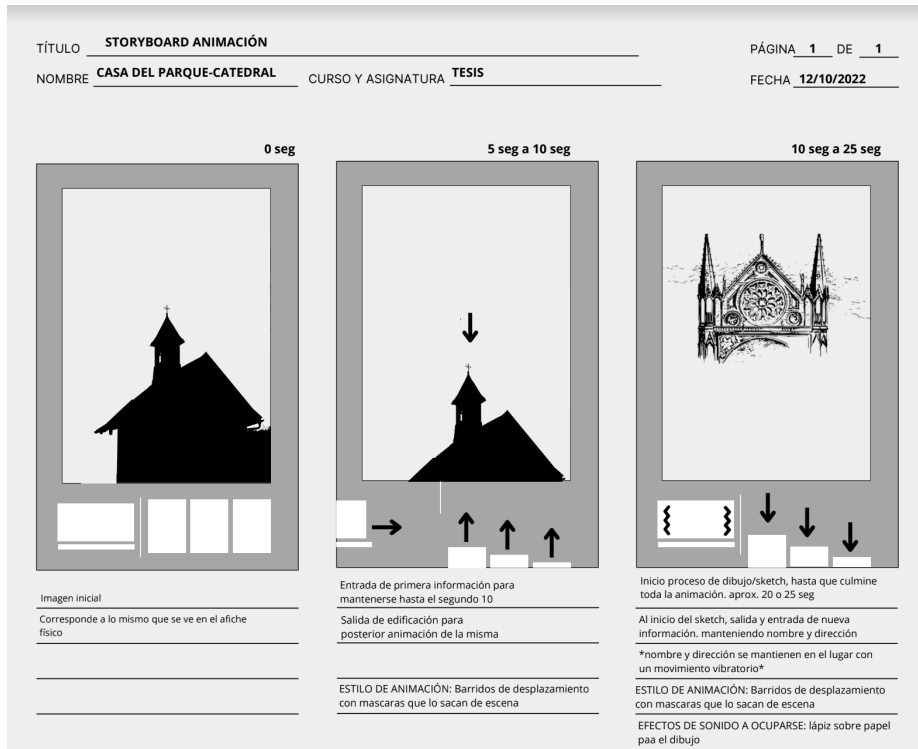 TÍTULO STORYBOARD ANIMACIÓN
PÁGINA 1 DE 1
NOMBRE CASA DEL PARQUE-CATEDRAL CURSO Y ASIGNATURA TESIS
FECHA 12/10/2022
0 seg
Imagen inicial
Corresponde a lo mismo que se ve en el afiche
físico
5 seg a 10 seg
Entrada de primera información para
mantenerse hasta el segundo 10
Salida de edificación para
posterior animación de la misma
ESTILO DE ANIMACIÓN: Barridos de desplazamiento
con mascaras que lo sacan de escena
10 seg a 25 seg
Inicio proceso de dibujo/sketch, hasta que culmine
toda la animación. aprox. 20 o 25 seg
Al inicio del sketch, salida y entrada de nueva
información. manteniendo nombre y dirección
*nombre y dirección se mantienen en el lugar con
un movimiento vibratorio*
ESTILO DE ANIMACIÓN: Barridos de desplazamiento
con mascaras que lo sacan de escena
EFECTOS DE SONIDO A OCUPARSE: lápiz sobre papel
paa el dibujo